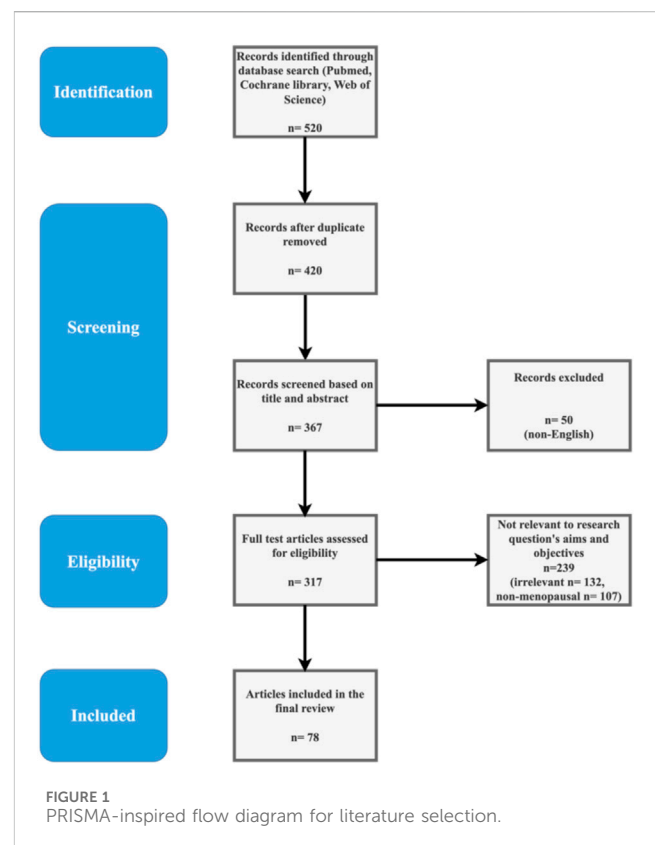 Identification
Records identified through
database search (Pubmed,
Cochrane library, Web of
Science)
n= 520
Screening
Records after duplicate
removed
n= 420
Records screened based on
title and abstract
n= 367
Records excluded
n= 50
(non-English)
Eligibility
Full test articles assessed
for eligibility
n= 317
Not relevant to research
question's aims and
objectives
n=239
(irrelevant n= 132,
non-menopausal n= 107)
Included
Articles included in the
final review
n= 78
FIGURE 1
PRISMA-inspired flow diagram for literature selection.